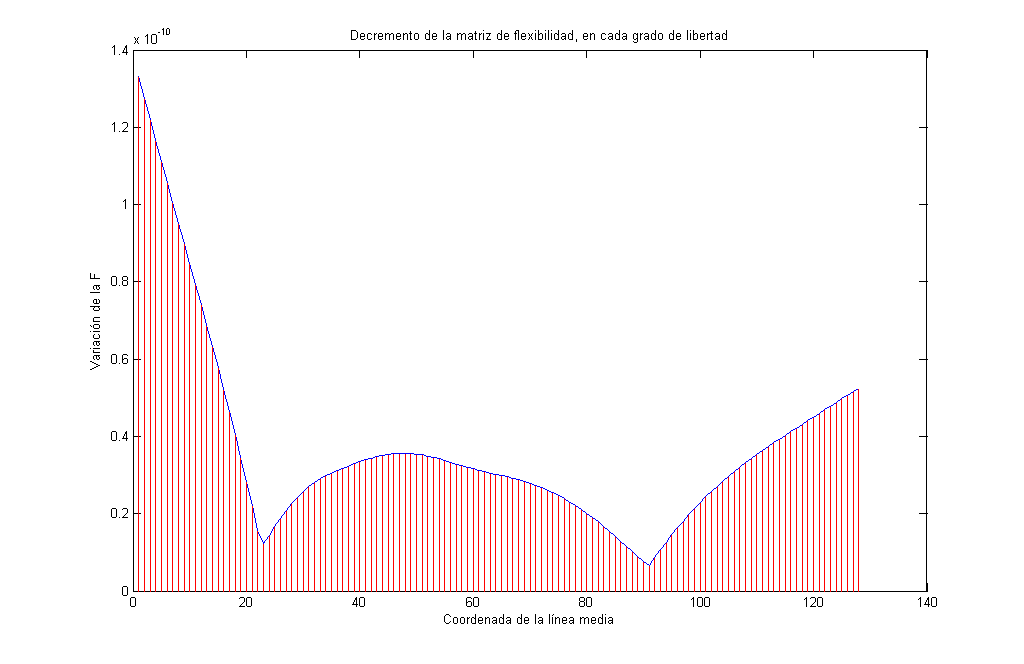 Decremento de la matriz de flexibilidad, en cada grado de libertad
x 10^-10
1.4
1.2
1
0.8
0.6
0.4
0.2
0
Variación de la F
0 20 40 60 80 100 120 140
Coordenada de la línea media